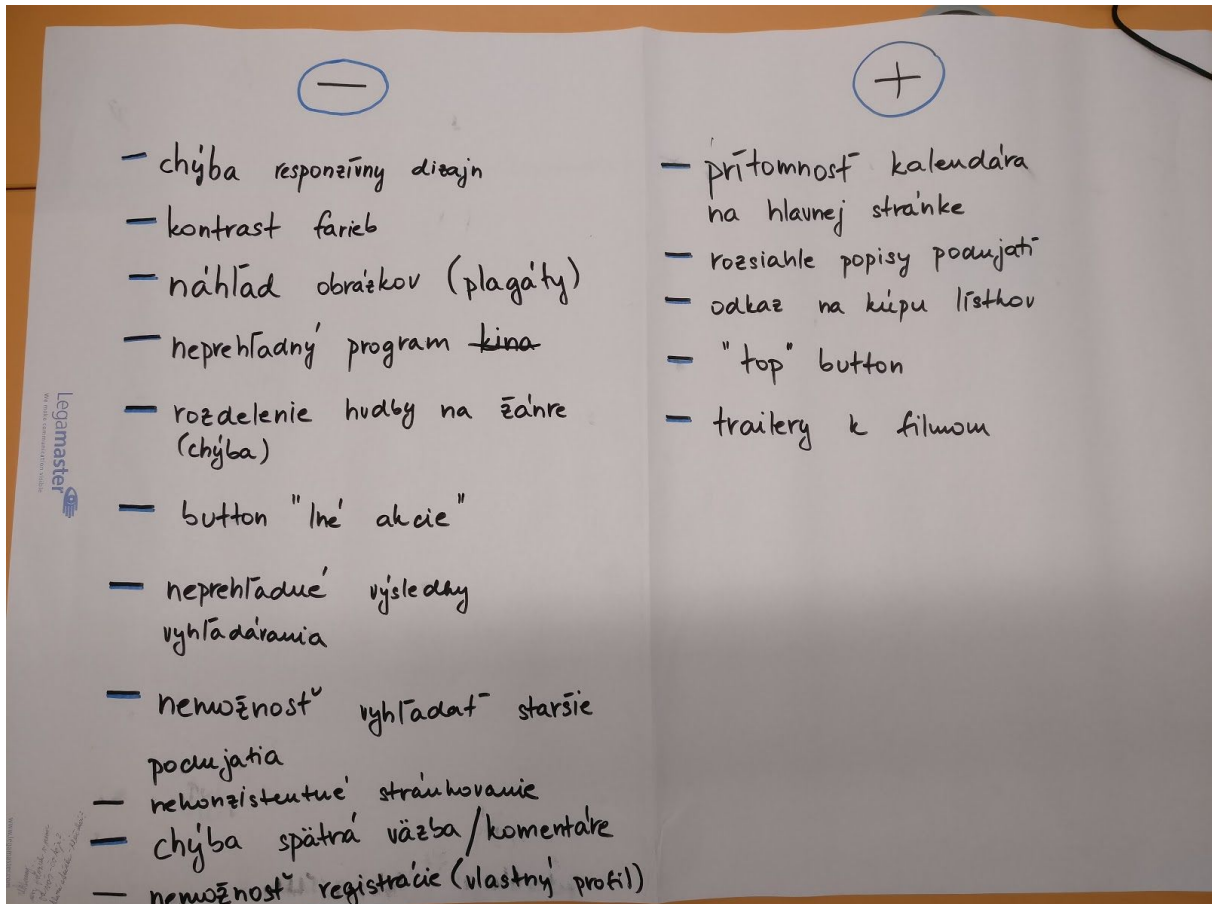 —
- chýba responzívny dizajn
- kontrast farieb
- náhľad obrázkov (plagáty)
- neprehľadný program kina
- rozdelenie hudby na žánre
(chýba)
- button "Iné akcie"
- neprehľadné výsledky
vyhľadávania
- nemožnosť vyhľadať staršie
podujatia
- nekonzistentné stránkovanie
- chýba spätná väzba/komentáre
- nemožnosť registrácie (vlastný profil)
+
- prítomnosť kalendára
na hlavnej stránke
- rozsiahle popisy podujatí
- odkaz na kúpu lístkov
- "top" button
- trailery k filmom
Legamaster